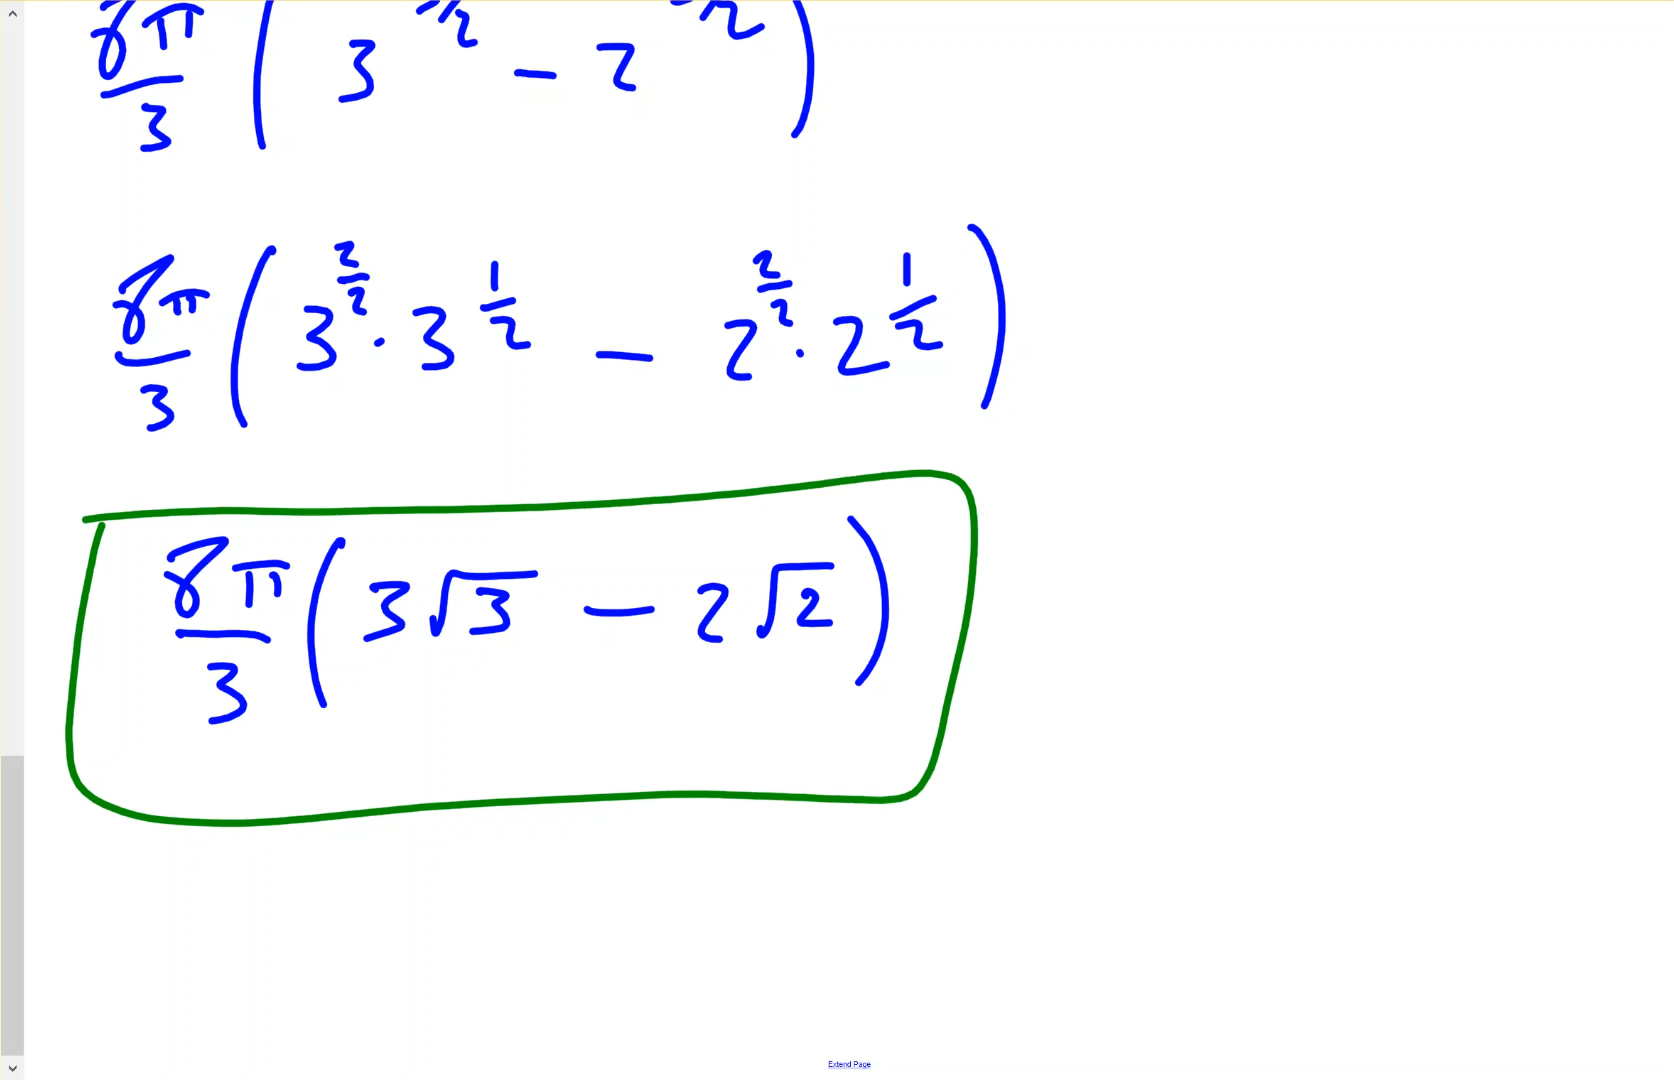 8π/3 ( 3^(3/2) − 2^(3/2) )
8π/3 ( 3^(2/2) · 3^(1/2) − 2^(2/2) · 2^(1/2) )
8π/3 ( 3√3 − 2√2 )
Extend Page